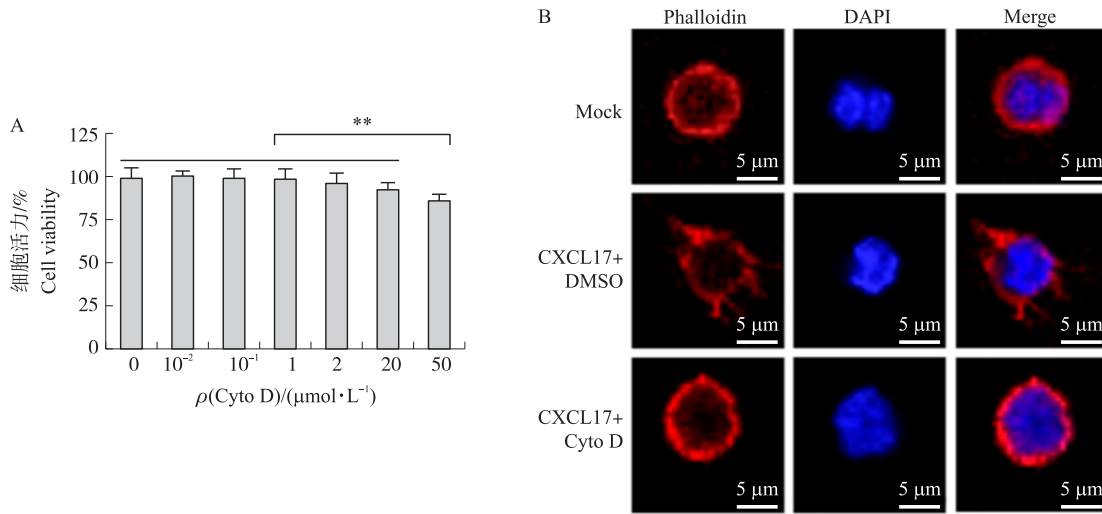 A
**
125
100
75
50
25
0
细胞活力/%
Cell viability
0 10⁻² 10⁻¹ 1 2 20 50
ρ(Cyto D)/(μmol·L⁻¹)
B
Phalloidin DAPI Merge
Mock
5 μm 5 μm 5 μm
CXCL17+
DMSO
5 μm 5 μm 5 μm
CXCL17+
Cyto D
5 μm 5 μm 5 μm